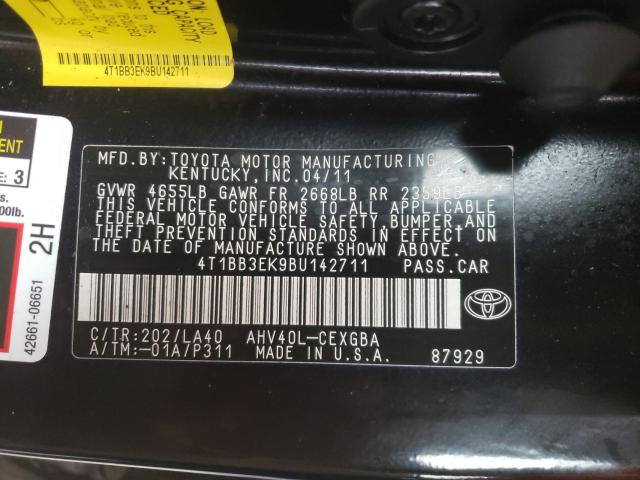 4T1BB3EK9BU142711
3
2H
42661-06651
MFD.BY: TOYOTA MOTOR MANUFACTURING,
KENTUCKY, INC. 04/11
GVWR 4655LB GAWR FR 2668LB RR 2359LB
THIS VEHICLE CONFORMS TO ALL APPLICABLE
FEDERAL MOTOR VEHICLE SAFETY BUMPER, AND
THEFT PREVENTION STANDARDS IN EFFECT ON
THE DATE OF MANUFACTURE SHOWN ABOVE.
4T1BB3EK9BU142711 PASS.CAR
C/TR:202/LA40 AHV40L-CEXGBA
A/TM:-01A/P311 MADE IN U.S.A. 87929
TOYOTA